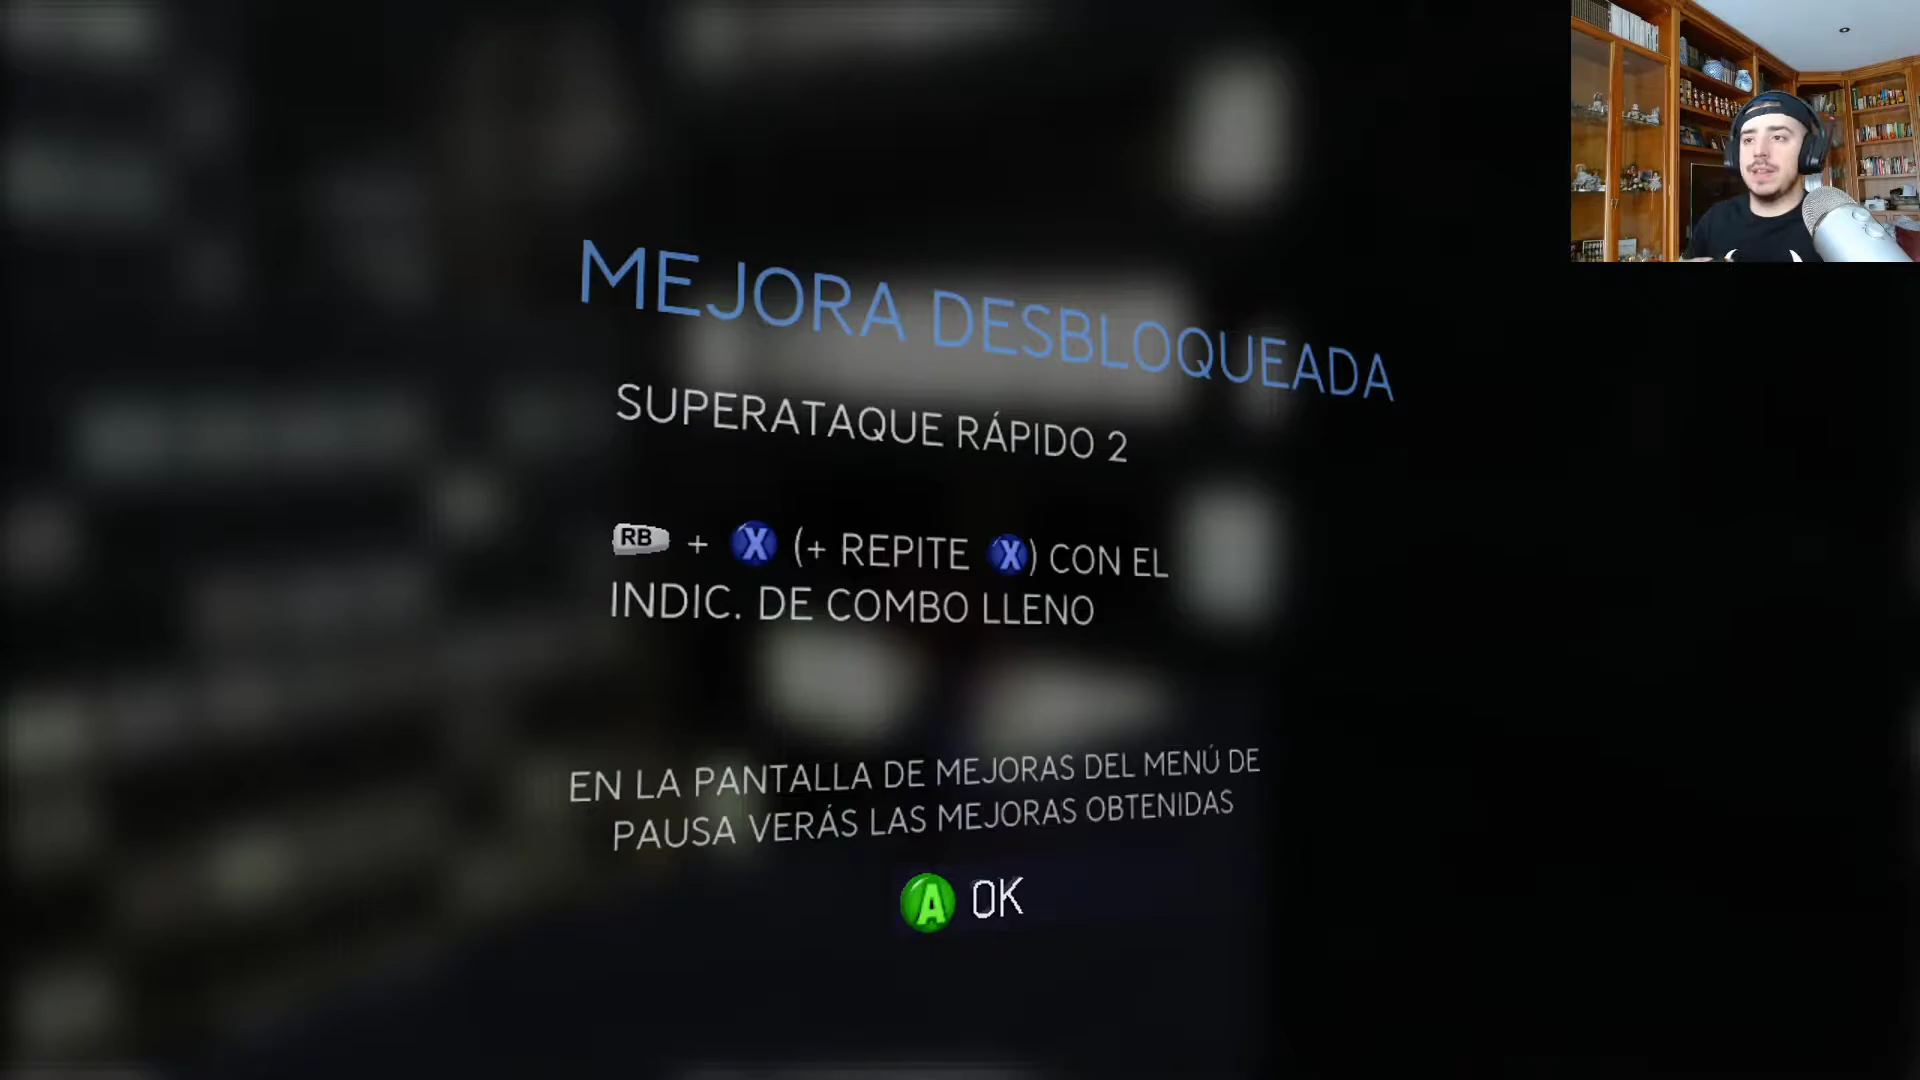 MEJORA DESBLOQUEADA
SUPERATAQUE RÁPIDO 2
RB + X (+ REPITE X) CON EL
INDIC. DE COMBO LLENO
EN LA PANTALLA DE MEJORAS DEL MENÚ DE
PAUSA VERÁS LAS MEJORAS OBTENIDAS
A OK